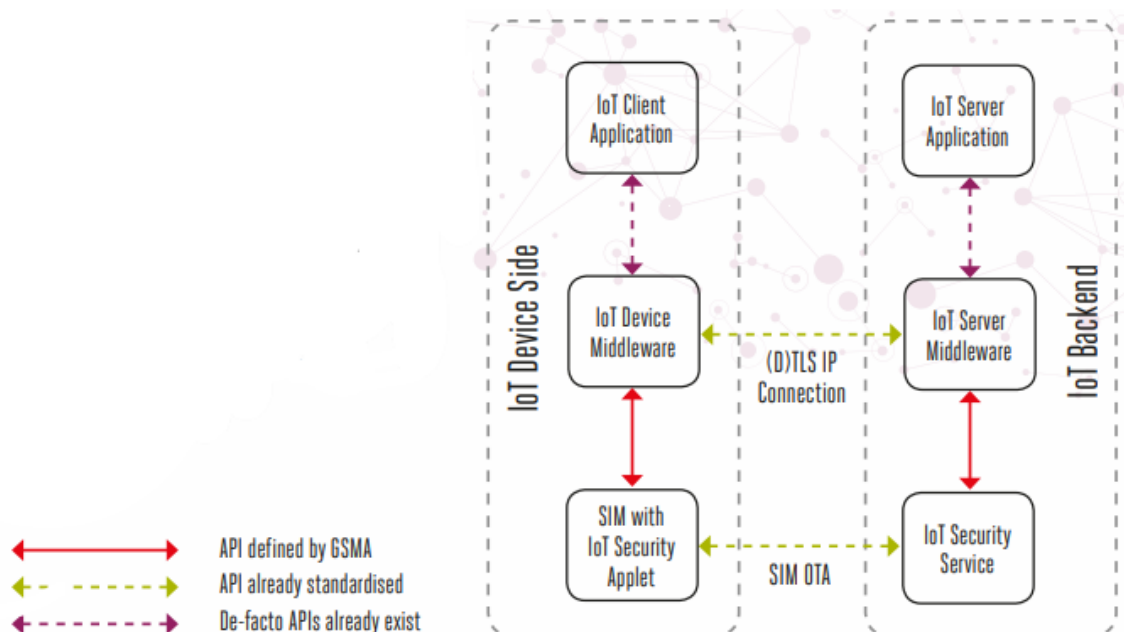 IoT Client
Application
IoT Server
Application
IoT Device Side
IoT Device
Middleware
(D)TLS IP
Connection
IoT Server
Middleware
IoT Backend
SIM with
IoT Security
Applet
SIM OTA
IoT Security
Service
API defined by GSMA
API already standardised
De-facto APIs already exist